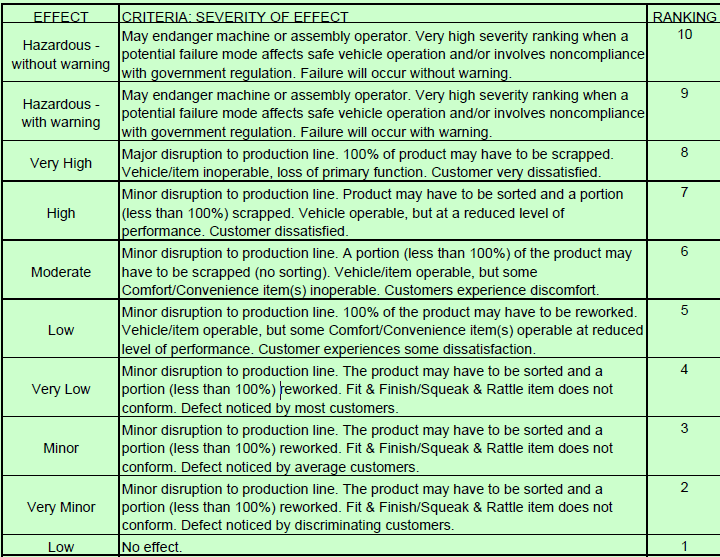 EFFECT CRITERIA: SEVERITY OF EFFECT RANKING
Hazardous -
without warning
May endanger machine or assembly operator. Very high severity ranking when a
potential failure mode affects safe vehicle operation and/or involves noncompliance
with government regulation. Failure will occur without warning.
10
Hazardous -
with warning
May endanger machine or assembly operator. Very high severity ranking when a
potential failure mode affects safe vehicle operation and/or involves noncompliance
with government regulation. Failure will occur with warning.
9
Very High
Major disruption to production line. 100% of product may have to be scrapped.
Vehicle/item inoperable, loss of primary function. Customer very dissatisfied.
8
High
Minor disruption to production line. Product may have to be sorted and a portion
(less than 100%) scrapped. Vehicle operable, but at a reduced level of
performance. Customer dissatisfied.
7
Moderate
Minor disruption to production line. A portion (less than 100%) of the product may
have to be scrapped (no sorting). Vehicle/item operable, but some
Comfort/Convenience item(s) inoperable. Customers experience discomfort.
6
Low
Minor disruption to production line. 100% of the product may have to be reworked.
Vehicle/item operable, but some Comfort/Convenience item(s) operable at reduced
level of performance. Customer experiences some dissatisfaction.
5
Very Low
Minor disruption to production line. The product may have to be sorted and a
portion (less than 100%) reworked. Fit & Finish/Squeak & Rattle item does not
conform. Defect noticed by most customers.
4
Minor
Minor disruption to production line. The product may have to be sorted and a
portion (less than 100%) reworked. Fit & Finish/Squeak & Rattle item does not
conform. Defect noticed by average customers.
3
Very Minor
Minor disruption to production line. The product may have to be sorted and a
portion (less than 100%) reworked. Fit & Finish/Squeak & Rattle item does not
conform. Defect noticed by discriminating customers.
2
Low
No effect.
1